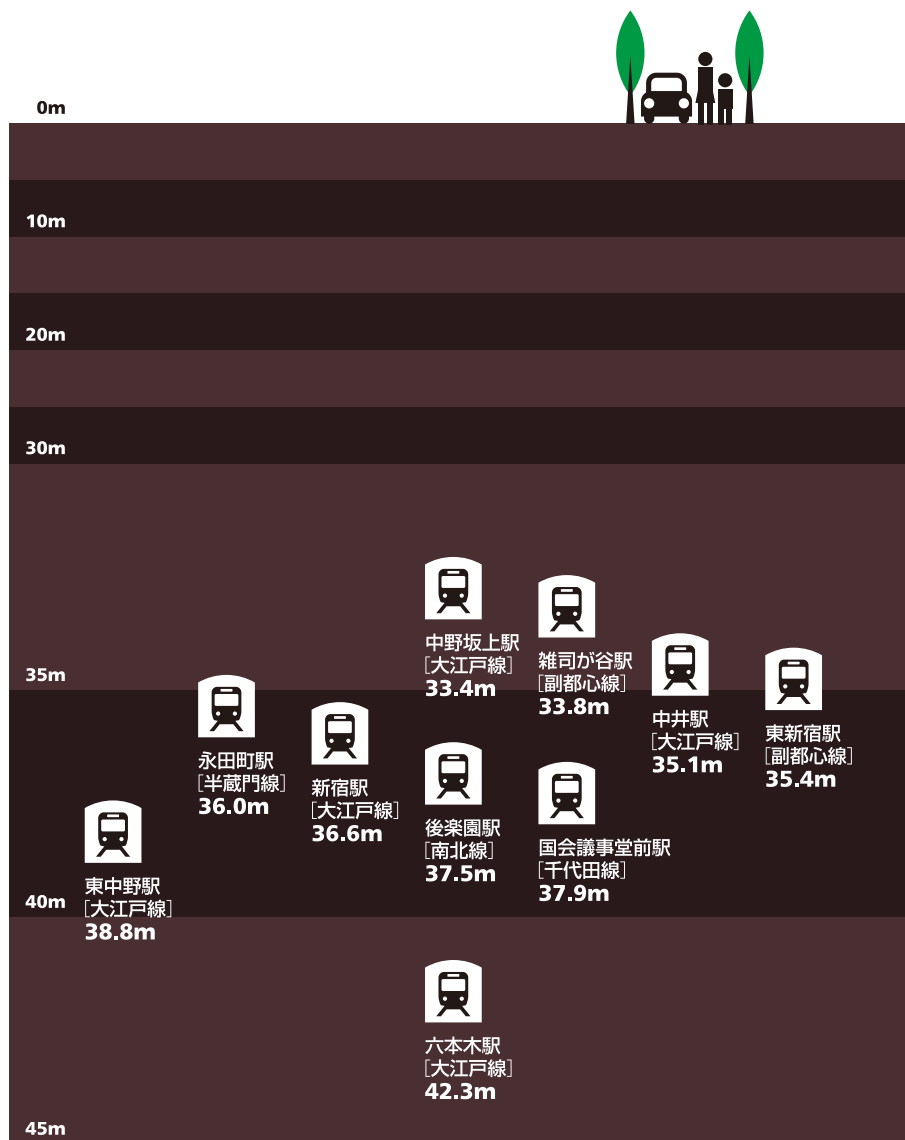 0m
10m
20m
30m
中野坂上駅
[大江戸線]
33.4m
雑司が谷駅
[副都心線]
33.8m
35m
中井駅
[大江戸線]
35.1m
東新宿駅
[副都心線]
35.4m
永田町駅
[半蔵門線]
36.0m
新宿駅
[大江戸線]
36.6m
後楽園駅
[南北線]
37.5m
国会議事堂前駅
[千代田線]
37.9m
東中野駅
[大江戸線]
38.8m
40m
六本木駅
[大江戸線]
42.3m
45m